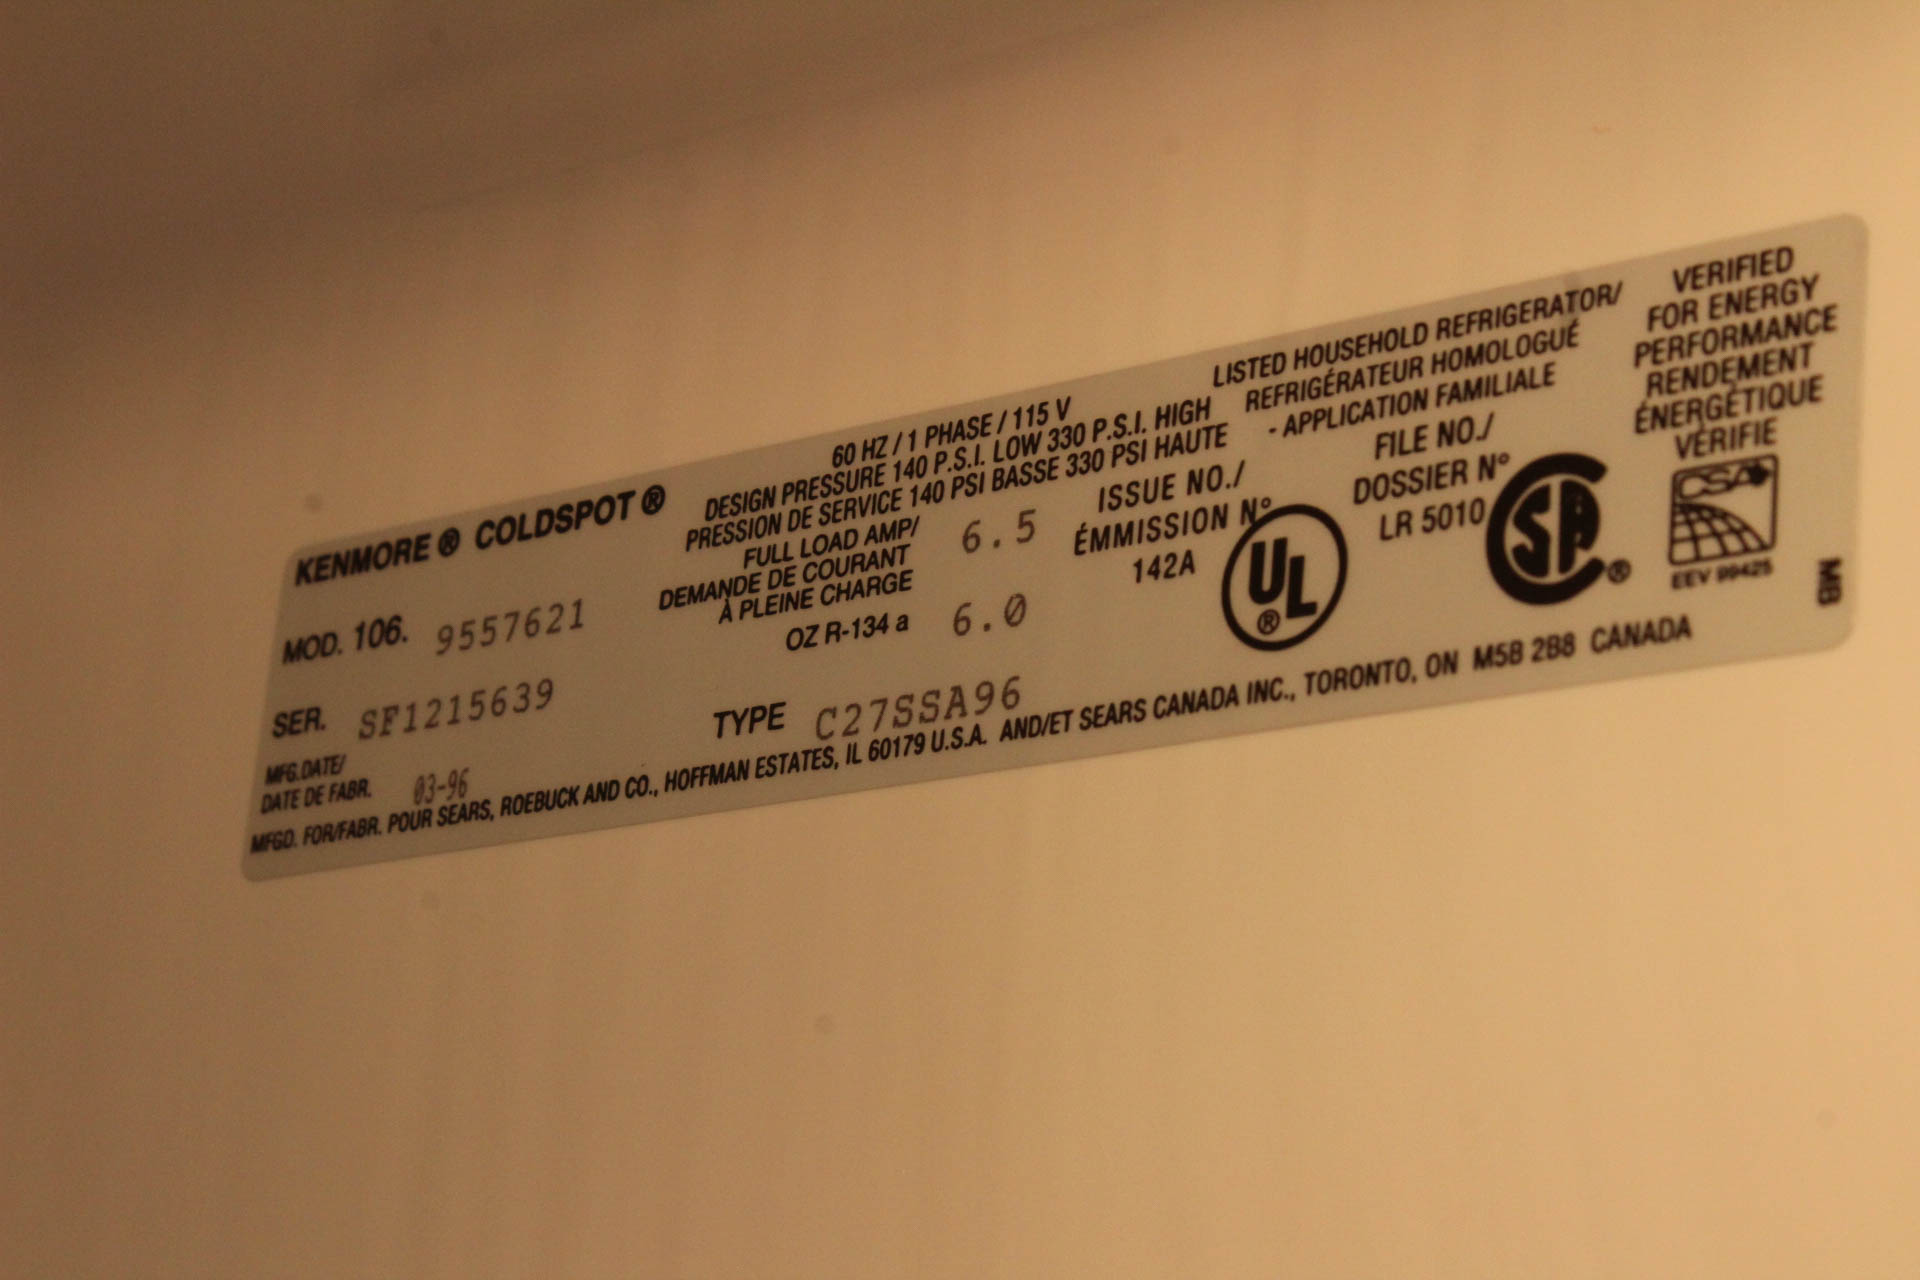 KENMORE ® COLDSPOT ®
MOD. 106. 9557621
SER. SF1215639
MFG.DATE/
DATE DE FABR. 03-96
60 HZ / 1 PHASE / 115 V
DESIGN PRESSURE 140 P.S.I. LOW 330 P.S.I. HIGH
PRESSION DE SERVICE 140 PSI BASSE 330 PSI HAUTE
FULL LOAD AMP/
DEMANDE DE COURANT
À PLEINE CHARGE
6.5
OZ R-134 a 6.0
TYPE C27SSA96
ISSUE NO./
ÉMMISSION N°
142A
UL ®
LISTED HOUSEHOLD REFRIGERATOR/
REFRIGÉRATEUR HOMOLOGUÉ
- APPLICATION FAMILIALE
FILE NO./
DOSSIER N°
LR 5010
SA ®
VERIFIED
FOR ENERGY
PERFORMANCE
RENDEMENT
ÉNERGÉTIQUE
VÉRIFIÉ
CSA
EEV 99425
MB
MFGD. FOR/FABR. POUR SEARS, ROEBUCK AND CO., HOFFMAN ESTATES, IL 60179 U.S.A. AND/ET SEARS CANADA INC., TORONTO, ON M5B 2B8 CANADA